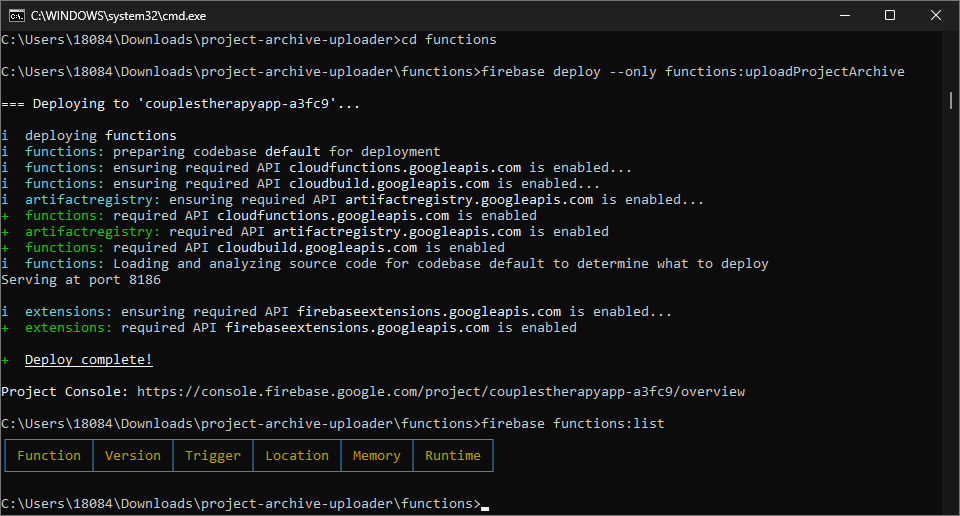 C:\WINDOWS\system32\cmd.exe
C:\Users\18084\Downloads\project-archive-uploader>cd functions
C:\Users\18084\Downloads\project-archive-uploader\functions>firebase deploy --only functions:uploadProjectArchive
=== Deploying to 'couplestherapyapp-a3fc9'...
i  deploying functions
i  functions: preparing codebase default for deployment
i  functions: ensuring required API cloudfunctions.googleapis.com is enabled...
i  functions: ensuring required API cloudbuild.googleapis.com is enabled...
i  artifactregistry: ensuring required API artifactregistry.googleapis.com is enabled...
+  functions: required API cloudfunctions.googleapis.com is enabled
+  artifactregistry: required API artifactregistry.googleapis.com is enabled
+  functions: required API cloudbuild.googleapis.com is enabled
i  functions: Loading and analyzing source code for codebase default to determine what to deploy
Serving at port 8186
i  extensions: ensuring required API firebaseextensions.googleapis.com is enabled...
+  extensions: required API firebaseextensions.googleapis.com is enabled
+  Deploy complete!
Project Console: https://console.firebase.google.com/project/couplestherapyapp-a3fc9/overview
C:\Users\18084\Downloads\project-archive-uploader\functions>firebase functions:list
Function Version Trigger Location Memory Runtime
C:\Users\18084\Downloads\project-archive-uploader\functions>